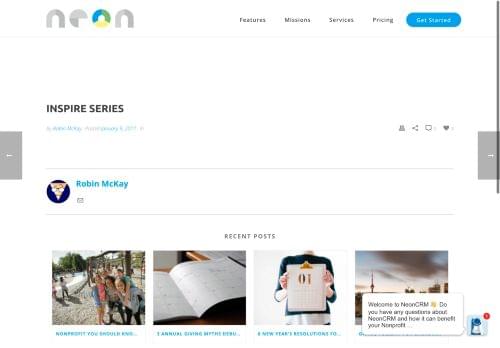 neon
Features Missions Services Pricing Get Started
INSPIRE SERIES
by Robin McKay Posted January 9, 2017 In
Robin McKay
RECENT POSTS
01
NONPROFIT YOU SHOULD KNO...
5 ANNUAL GIVING MYTHS DEBU...
6 NEW YEAR'S RESOLUTIONS FO...
Welcome to NeonCRM 👋 Do
you have any questions about
NeonCRM and how it can benefit
your Nonprofit ...
1